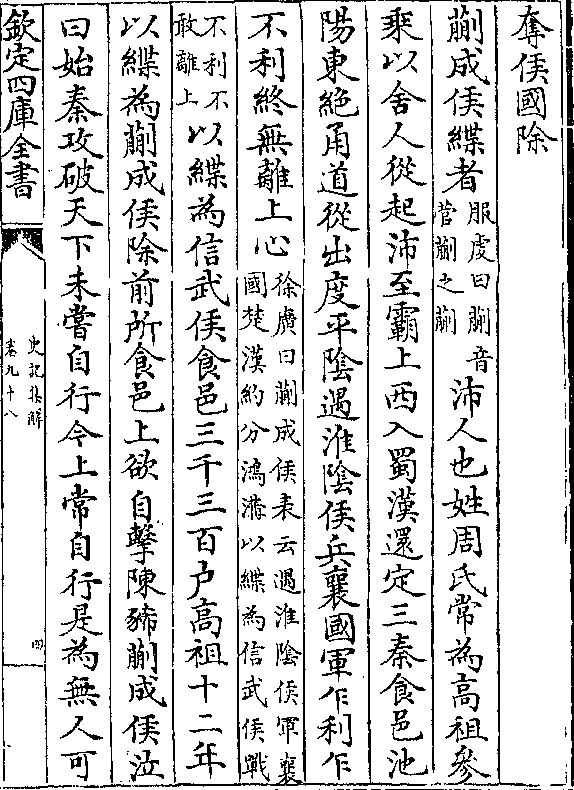 奪侯國除
蒯成侯緤者服虔曰蒯音菅蒯之蒯沛人也姓周氏常為高祖參
乘以舍人從起沛至霸上西入蜀漢還定三秦食邑池
陽東絶甬道從出度平陰遇淮陰侯兵襄國軍乍利乍
不利終無離上心徐廣曰蒯成侯表云遇淮陰侯軍襄國楚漢約分鴻溝以緤為信武侯戰
不利不敢離上以緤為信武侯食邑三千三百户高祖十二年
以緤為蒯成侯除前所食邑上欲自擊陳豨蒯成侯泣
曰始秦攻破天下未嘗自行今上常自行是為無人可
欽定四庫全書
史記集解
卷九十八
四